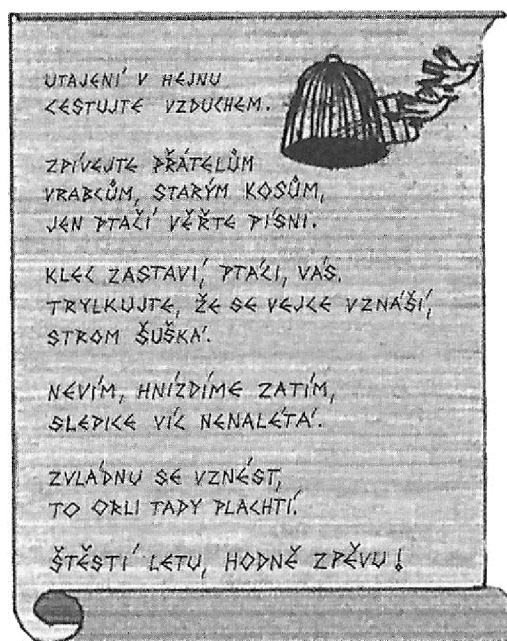 UTAJENÍ V HEJNU
CESTUJTE VZDUCHEM.
ZPÍVEJTE PŘÁTELŮM
VRABCŮM, STARÝM KOSŮM,
JEN PTAČÍ VĚŘTE PÍSNI.
KLEC ZASTAVÍ, PTÁCI, VÁS.
TRYLKUJTE, ŽE SE VEJCE VZNÁŠÍ,
STROM ŠUŠKÁ.
NEVÍM, HNÍZDÍME ZATÍM,
SLEPICE VÍC NENALÉTÁ.
ZVLÁDNU SE VZNÉST,
TO ORLI TADY PLACHTÍ.
ŠTĚSTÍ LETU, HODNĚ ZPĚVU!